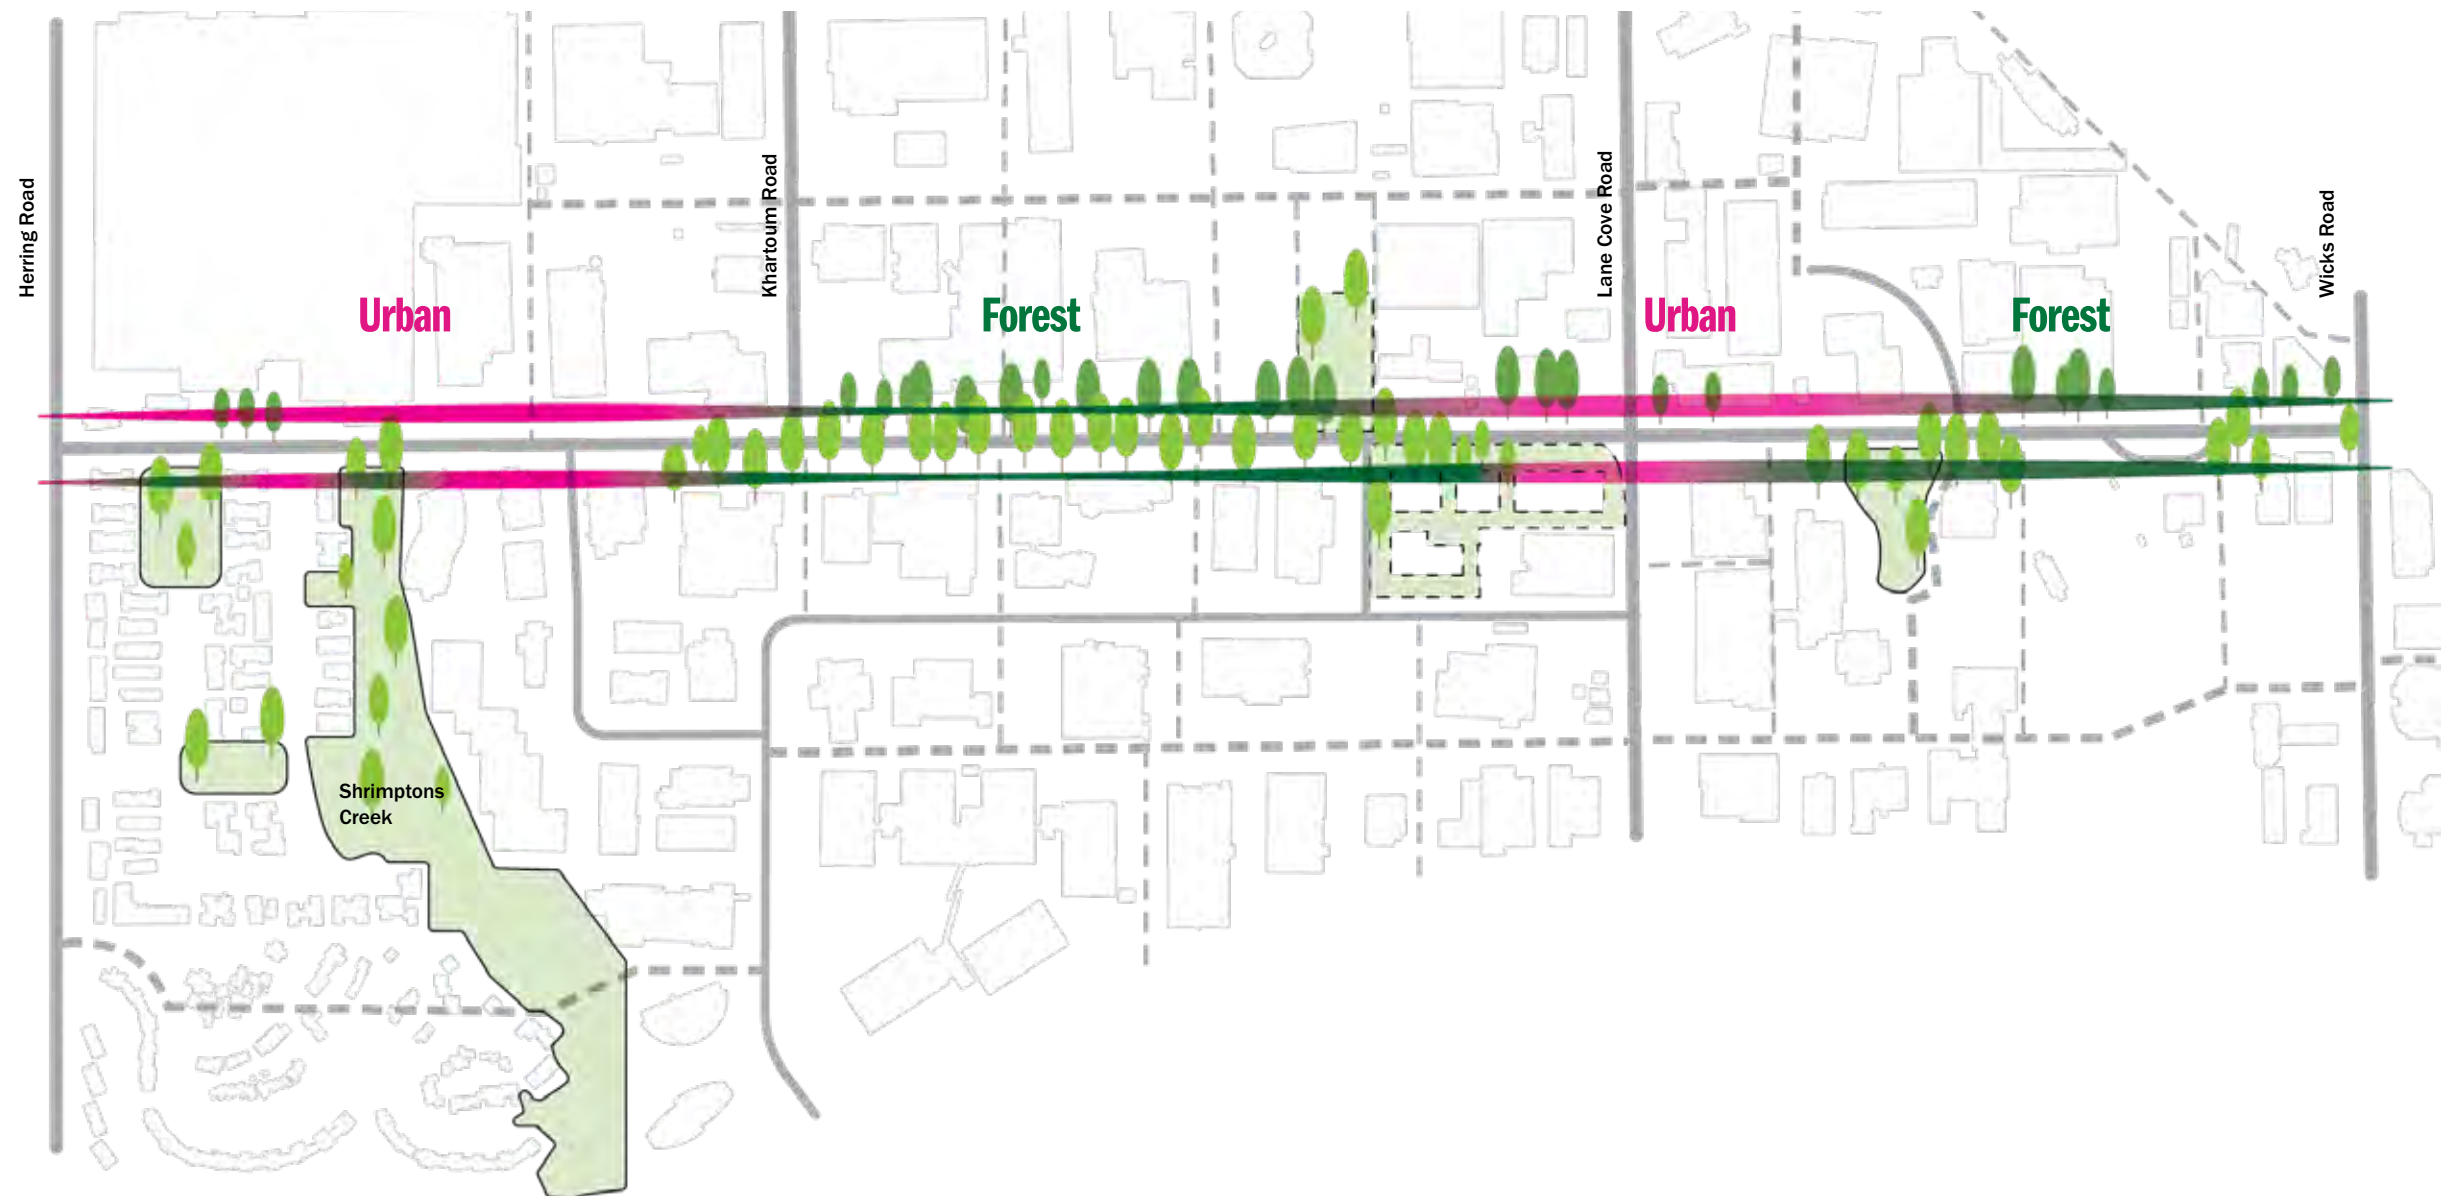 Herring Road
Khartoum Road
Lane Cove Road
Wicks Road
Urban
Forest
Urban
Forest
Shrimptons
Creek